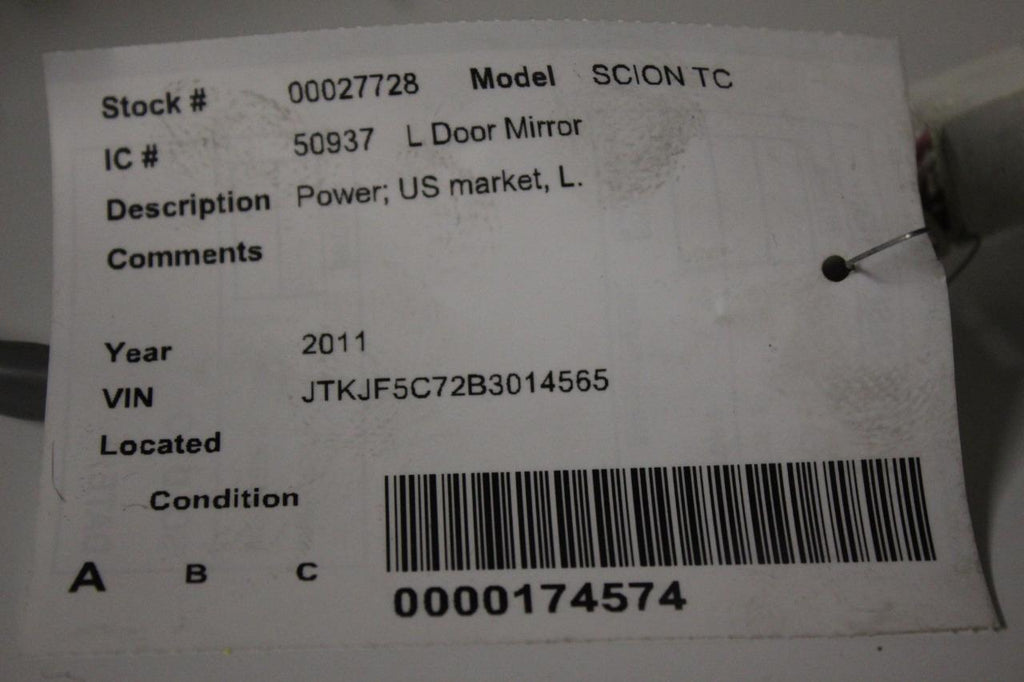 Stock # 00027728 Model SCION TC
IC # 50937 L Door Mirror
Description Power; US market, L.
Comments
Year 2011
VIN JTKJF5C72B3014565
Located
Condition
A B C
0000174574